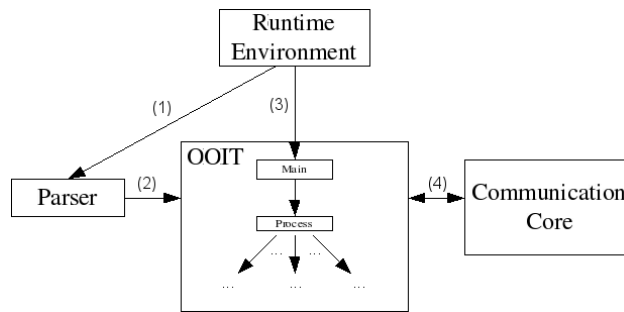 Runtime
Environment
(1)
(3)
OOIT
Main
Parser
(2)
(4)
Communication
Core
Process
... ...
... ... ...